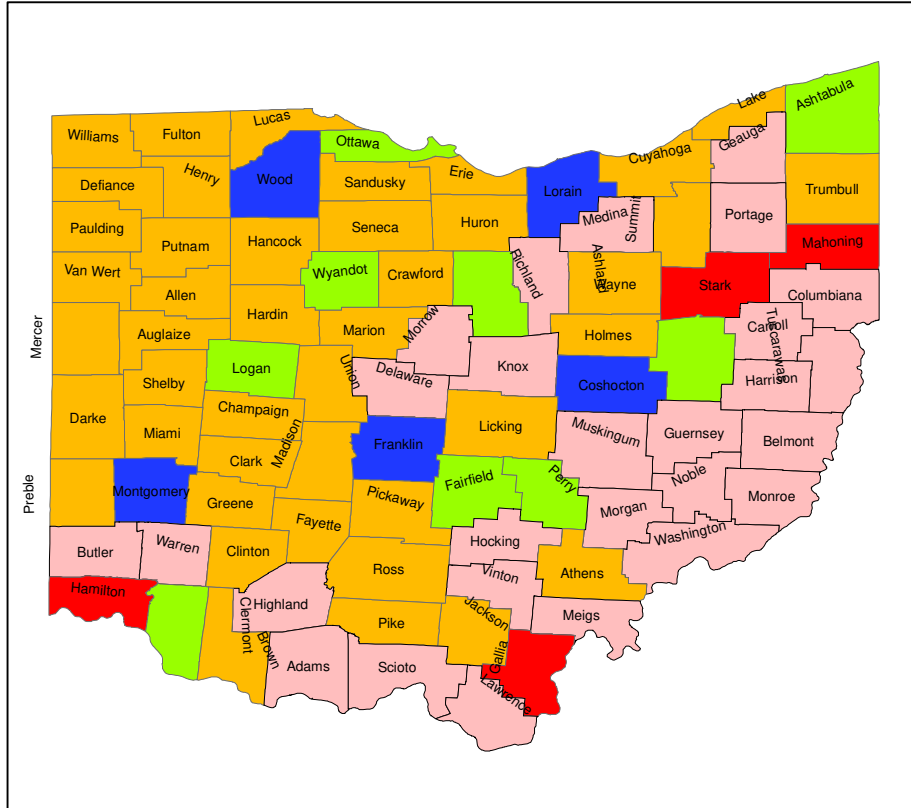 Lake
Ashtabula
Lucas
Williams
Fulton
Ottawa
Geauga
Cuyahoga
Erie
Henry
Wood
Sandusky
Defiance
Lorain
Trumbull
Medina
Summit
Portage
Paulding
Huron
Seneca
Hancock
Putnam
Mahoning
Van Wert
Wyandot
Crawford
Richland
Ashland
Wayne
Stark
Allen
Columbiana
Hardin
Marion
Morrow
Mercer
Auglaize
Holmes
Carroll
Tuscarawas
Logan
Union
Delaware
Knox
Shelby
Coshocton
Harrison
Champaign
Darke
Miami
Madison
Licking
Muskingum
Guernsey
Belmont
Franklin
Clark
Preble
Montgomery
Fairfield
Perry
Noble
Greene
Pickaway
Monroe
Morgan
Fayette
Washington
Butler
Warren
Clinton
Hocking
Ross
Vinton
Athens
Hamilton
Highland
Clermont
Jackson
Meigs
Pike
Brown
Adams
Scioto
Gallia
Lawrence